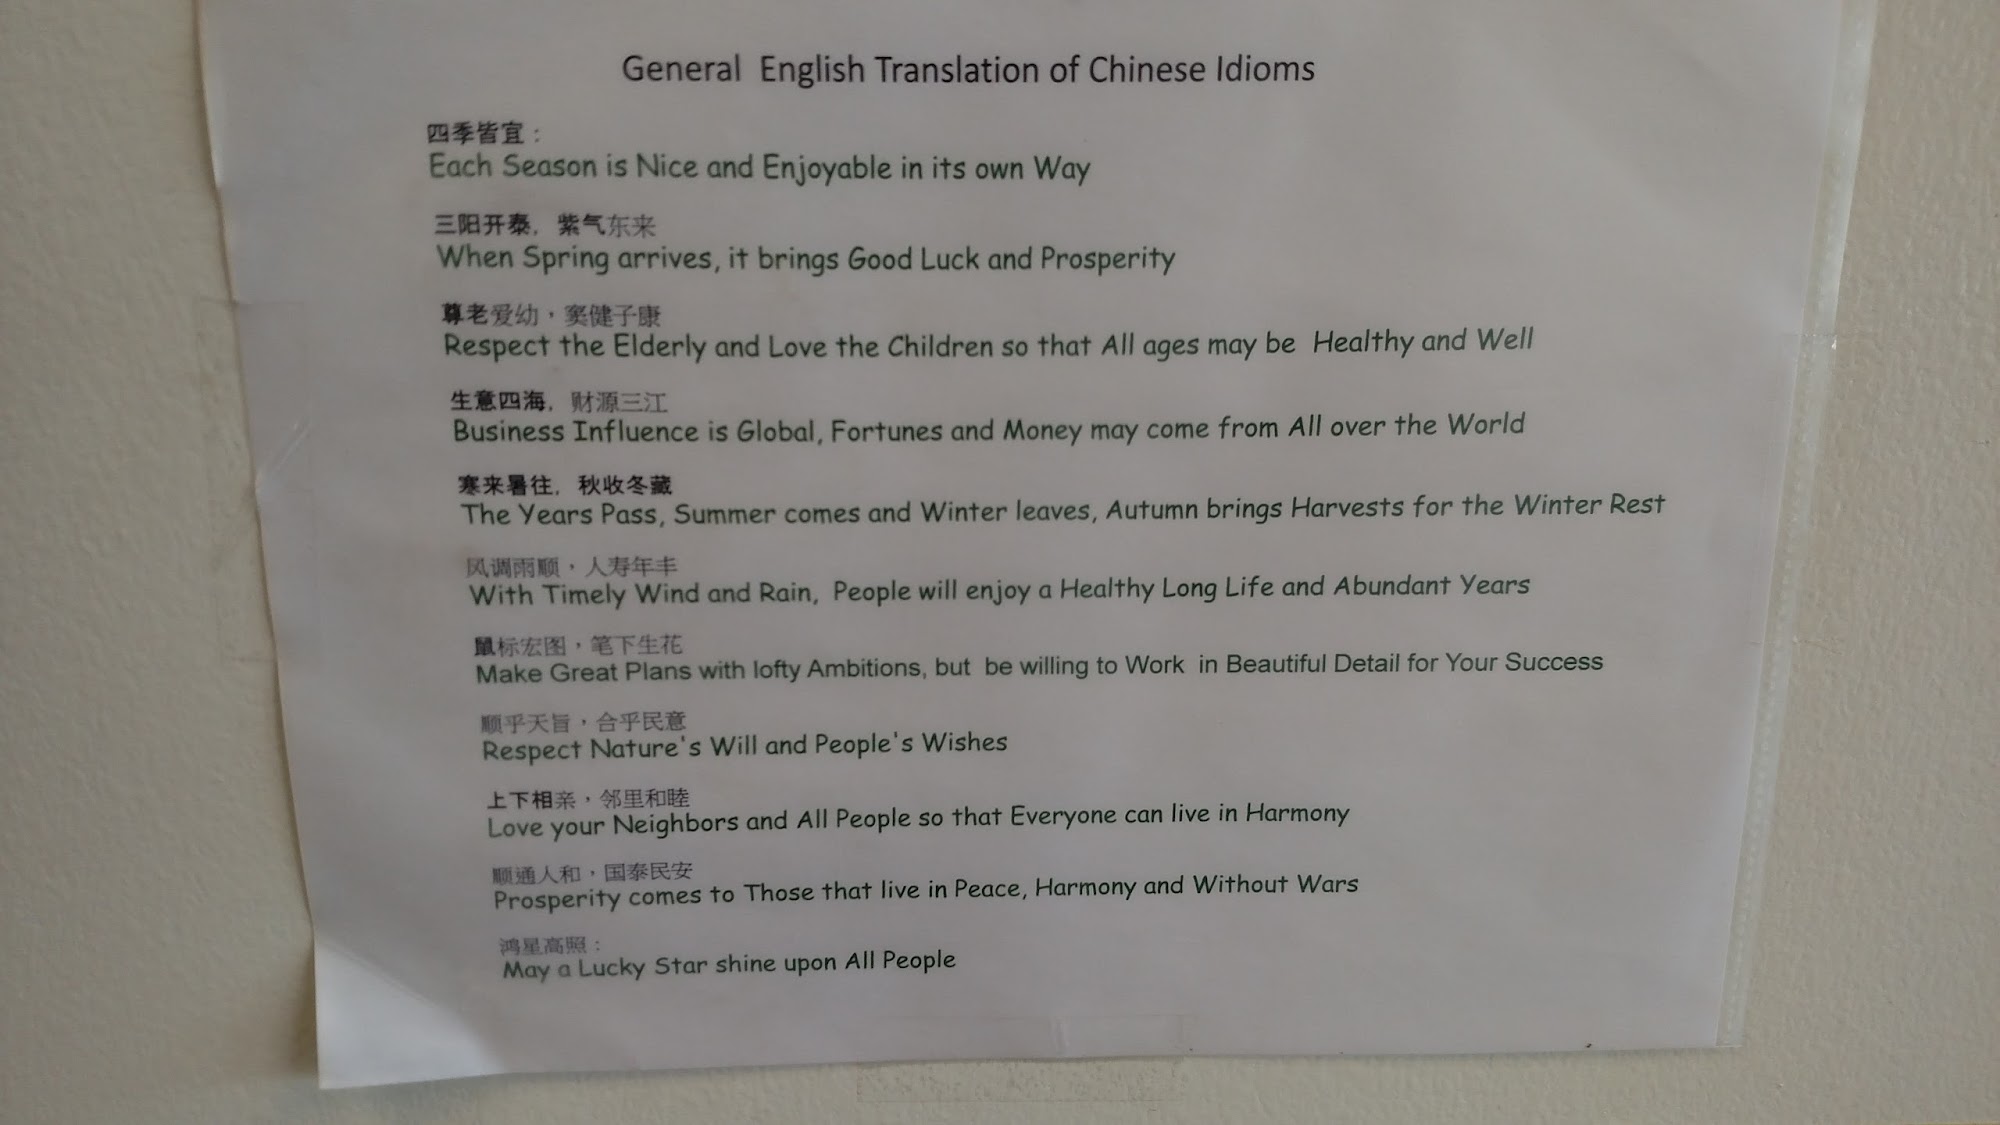 General English Translation of Chinese Idioms
四季皆宜：
Each Season is Nice and Enjoyable in its own Way
三阳开泰, 紫气东来
When Spring arrives, it brings Good Luck and Prosperity
尊老爱幼，窦健子康
Respect the Elderly and Love the Children so that All ages may be Healthy and Well
生意四海, 财源三江
Business Influence is Global, Fortunes and Money may come from All over the World
寒来暑往, 秋收冬藏
The Years Pass, Summer comes and Winter leaves, Autumn brings Harvests for the Winter Rest
风调雨顺，人寿年丰
With Timely Wind and Rain, People will enjoy a Healthy Long Life and Abundant Years
鼠标宏图，笔下生花
Make Great Plans with lofty Ambitions, but be willing to Work in Beautiful Detail for Your Success
顺乎天旨，合乎民意
Respect Nature's Will and People's Wishes
上下相亲，邻里和睦
Love your Neighbors and All People so that Everyone can live in Harmony
顺通人和，国泰民安
Prosperity comes to Those that live in Peace, Harmony and Without Wars
鸿星高照：
May a Lucky Star shine upon All People